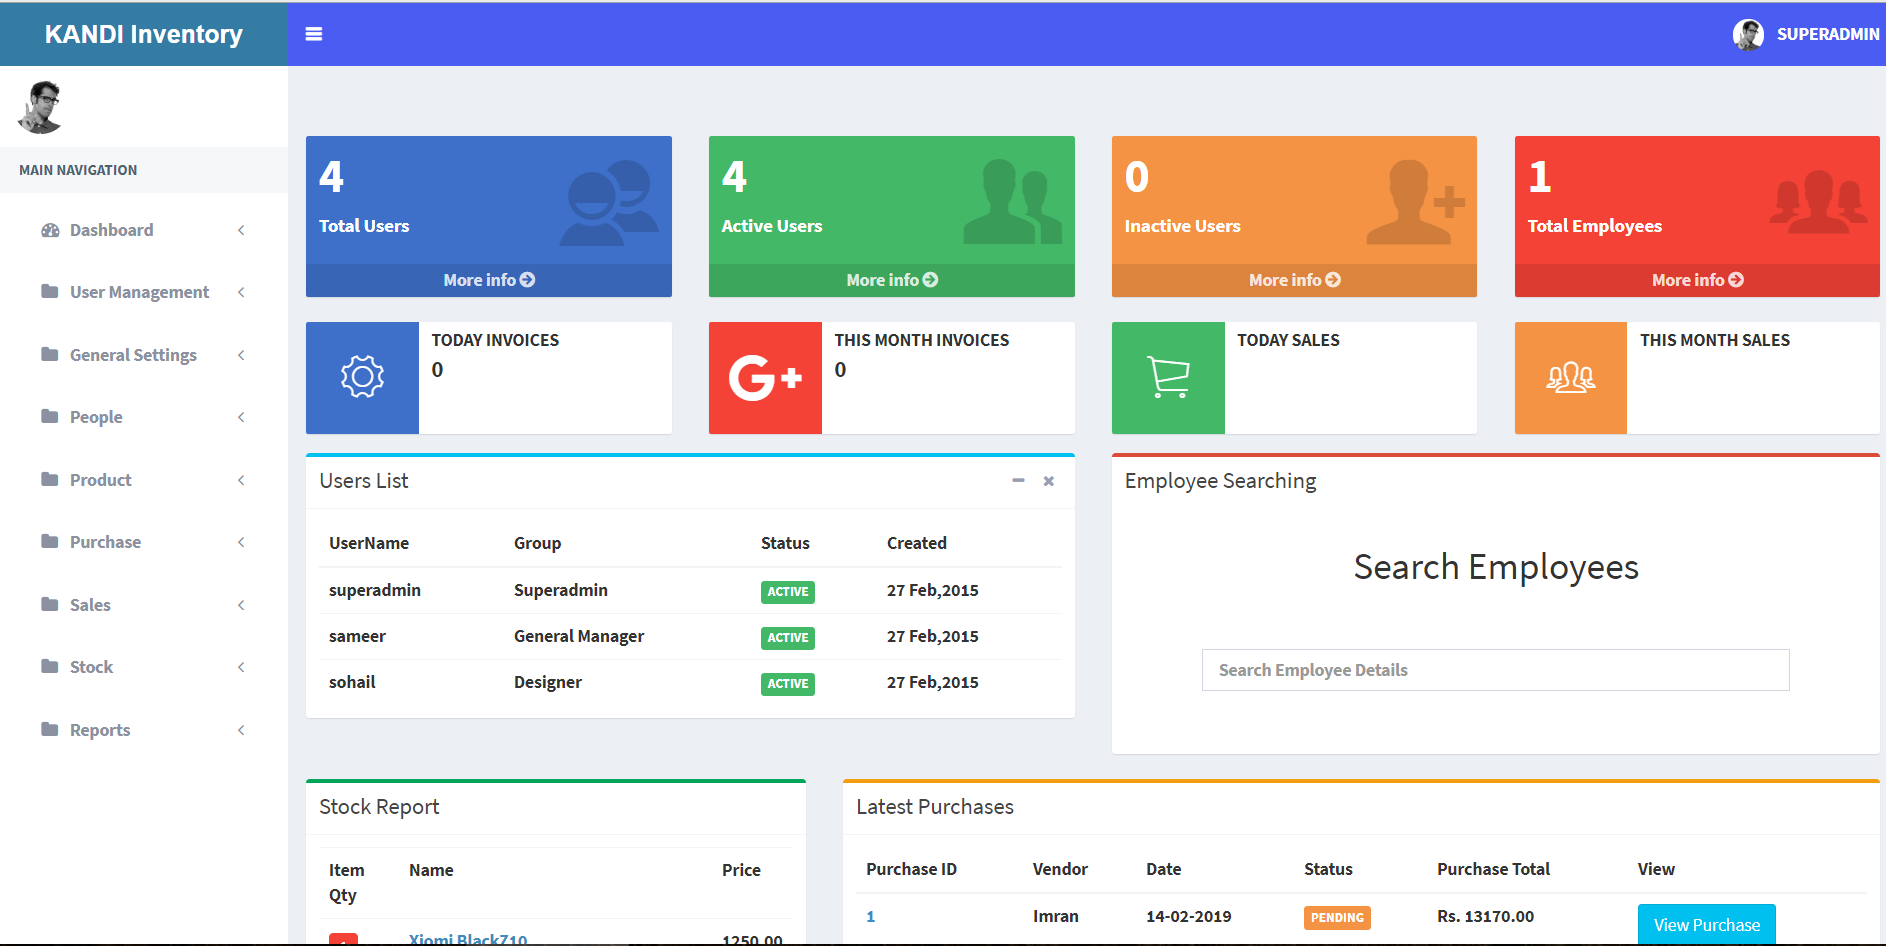 KANDI Inventory
SUPERADMIN
MAIN NAVIGATION
Dashboard
User Management
General Settings
People
Product
Purchase
Sales
Stock
Reports
4
Total Users
More info
4
Active Users
More info
0
Inactive Users
More info
1
Total Employees
More info
TODAY INVOICES
0
G+
THIS MONTH INVOICES
0
TODAY SALES
THIS MONTH SALES
Users List
UserName Group Status Created
superadmin Superadmin ACTIVE 27 Feb,2015
sameer General Manager ACTIVE 27 Feb,2015
sohail Designer ACTIVE 27 Feb,2015
Employee Searching
Search Employees
Search Employee Details
Stock Report
Item Name Price
Qty
Xiomi BlackZ10 1250.00
Latest Purchases
Purchase ID Vendor Date Status Purchase Total View
1 Imran 14-02-2019 PENDING Rs. 13170.00 View Purchase